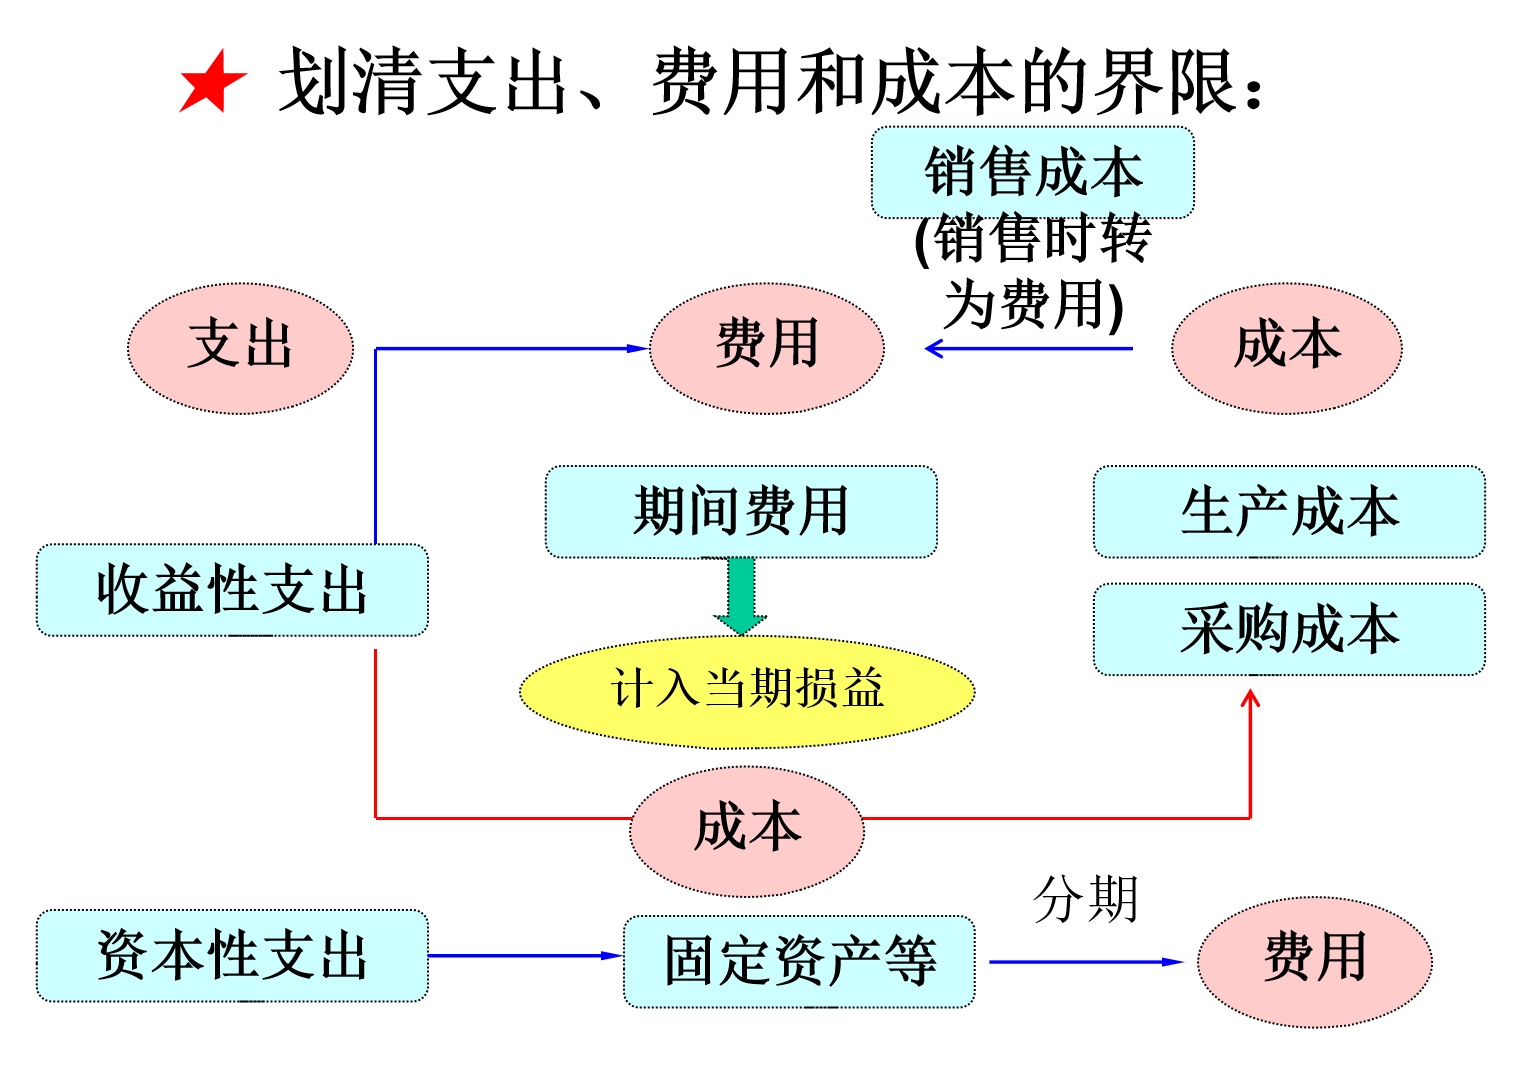 划清支出、费用和成本的界限：
销售成本
(销售时转
为费用)
支出
费用
成本
期间费用
生产成本
收益性支出
采购成本
计入当期损益
成本
分期
资本性支出
固定资产等
费用